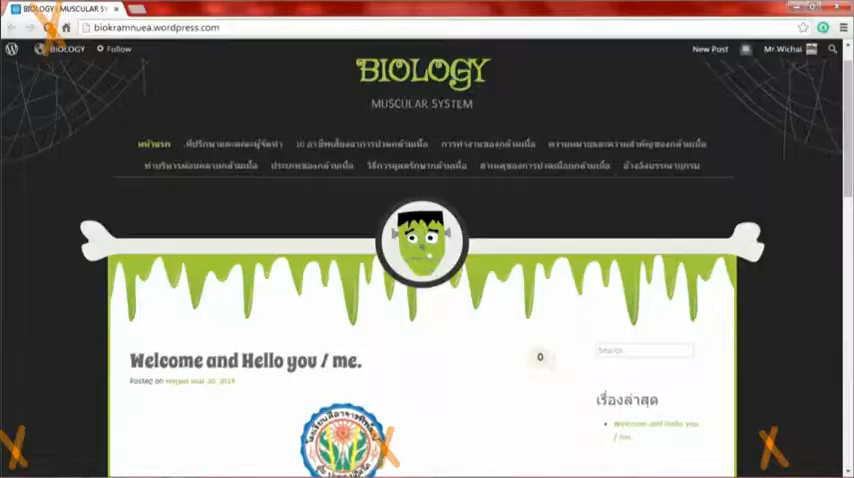 BIOLOGY | MUSCULAR SY
biokramnuea.wordpress.com
BIOLOGY Follow New Post Mr.Wichai
BIOLOGY
MUSCULAR SYSTEM
หน้าแรก ที่ปรึกษาและคณะผู้จัดทำ 10 อาชีพเสี่ยงอาการปวดกล้ามเนื้อ การทำงานของกล้ามเนื้อ ความหมายและความสำคัญของกล้ามเนื้อ
ท่าบริหารผ่อนคลายกล้ามเนื้อ ประเภทของกล้ามเนื้อ วิธีการดูแลรักษากล้ามเนื้อ สาเหตุของการปวดเมื่อยกล้ามเนื้อ อ้างอิงบรรณานุกรม
Welcome and Hello you / me.
0
Search
Posted on
เรื่องล่าสุด
Welcome and Hello you
/ me.